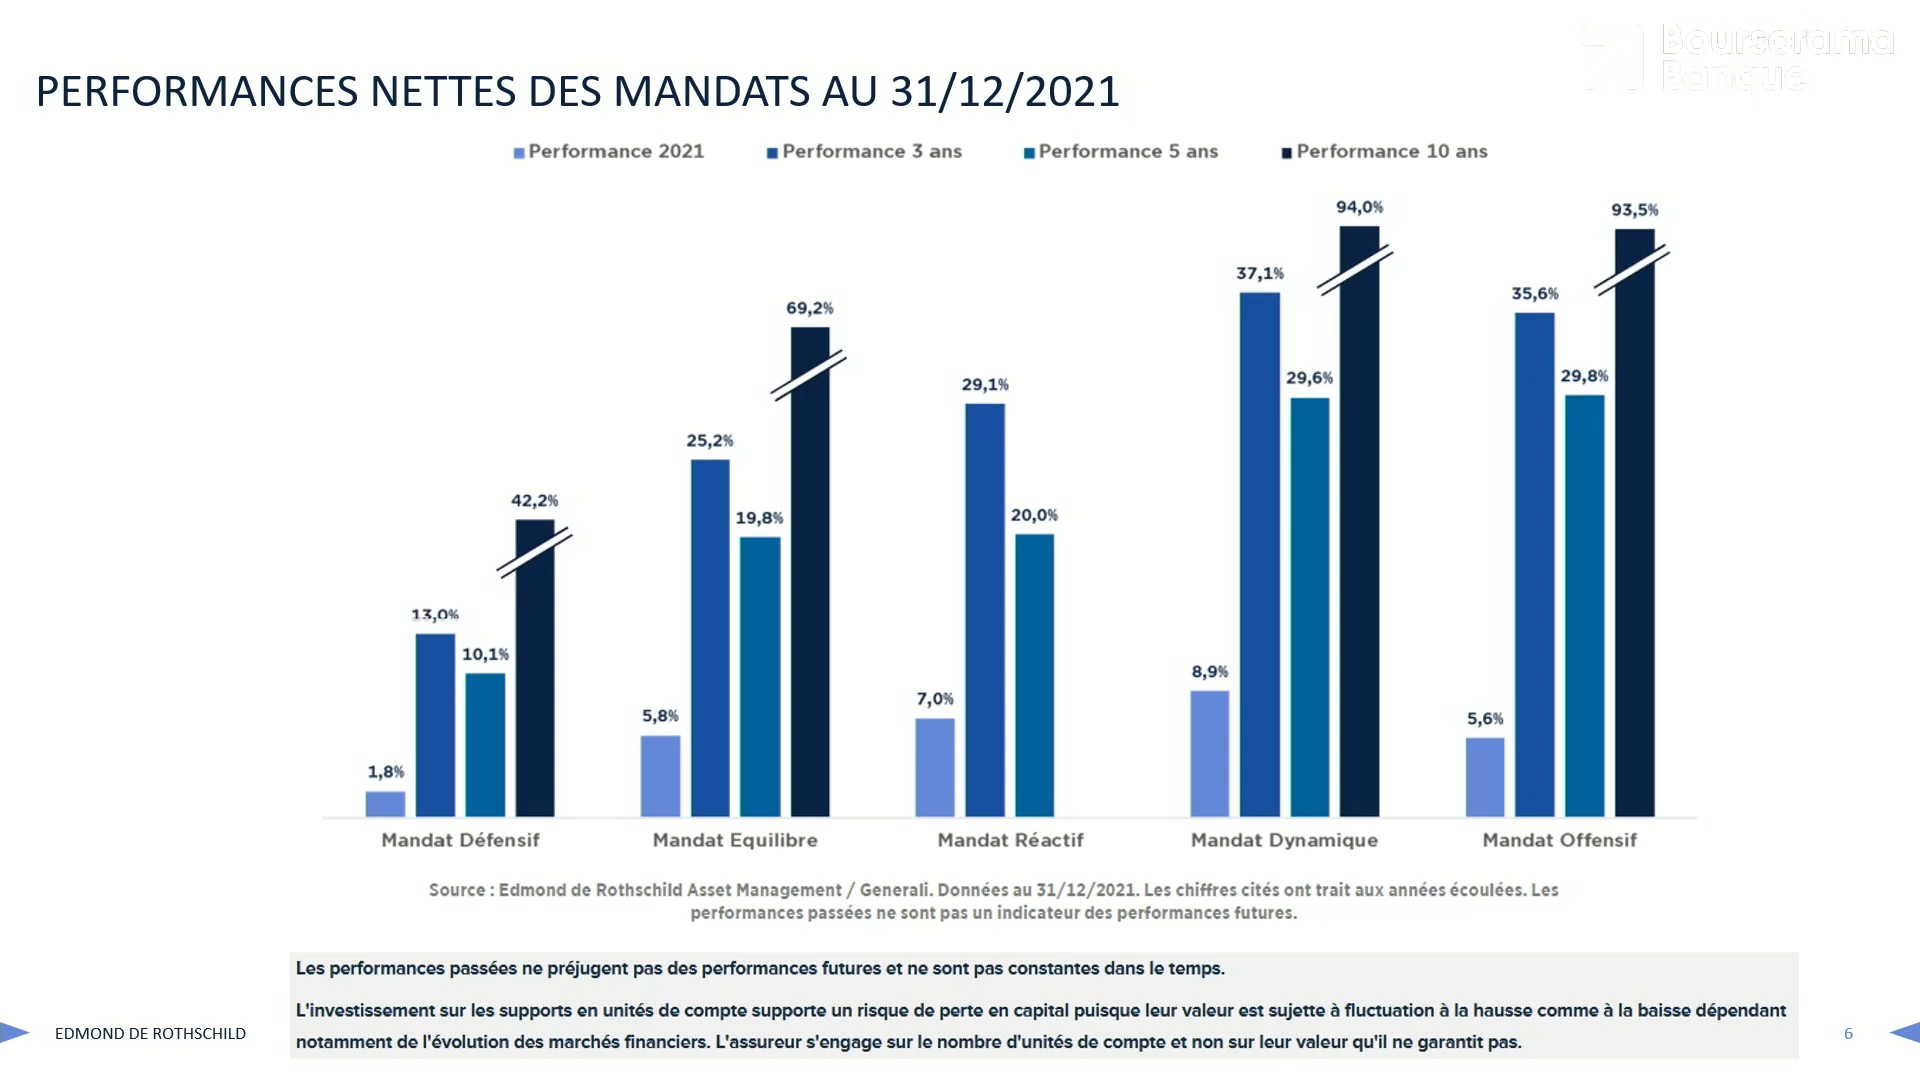 Boursorama
Banque
PERFORMANCES NETTES DES MANDATS AU 31/12/2021
Performance 2021
Performance 3 ans
Performance 5 ans
Performance 10 ans
1,8%
13,0%
10,1%
42,2%
5,8%
25,2%
19,8%
69,2%
7,0%
29,1%
20,0%
8,9%
37,1%
29,6%
94,0%
5,6%
35,6%
29,8%
93,5%
Mandat Défensif
Mandat Equilibre
Mandat Réactif
Mandat Dynamique
Mandat Offensif
Source : Edmond de Rothschild Asset Management / Generali. Données au 31/12/2021. Les chiffres cités ont trait aux années écoulées. Les
performances passées ne sont pas un indicateur des performances futures.
Les performances passées ne préjugent pas des performances futures et ne sont pas constantes dans le temps.
L'investissement sur les supports en unités de compte supporte un risque de perte en capital puisque leur valeur est sujette à fluctuation à la hausse comme à la baisse dépendant
notamment de l'évolution des marchés financiers. L'assureur s'engage sur le nombre d'unités de compte et non sur leur valeur qu'il ne garantit pas.
EDMOND DE ROTHSCHILD
6